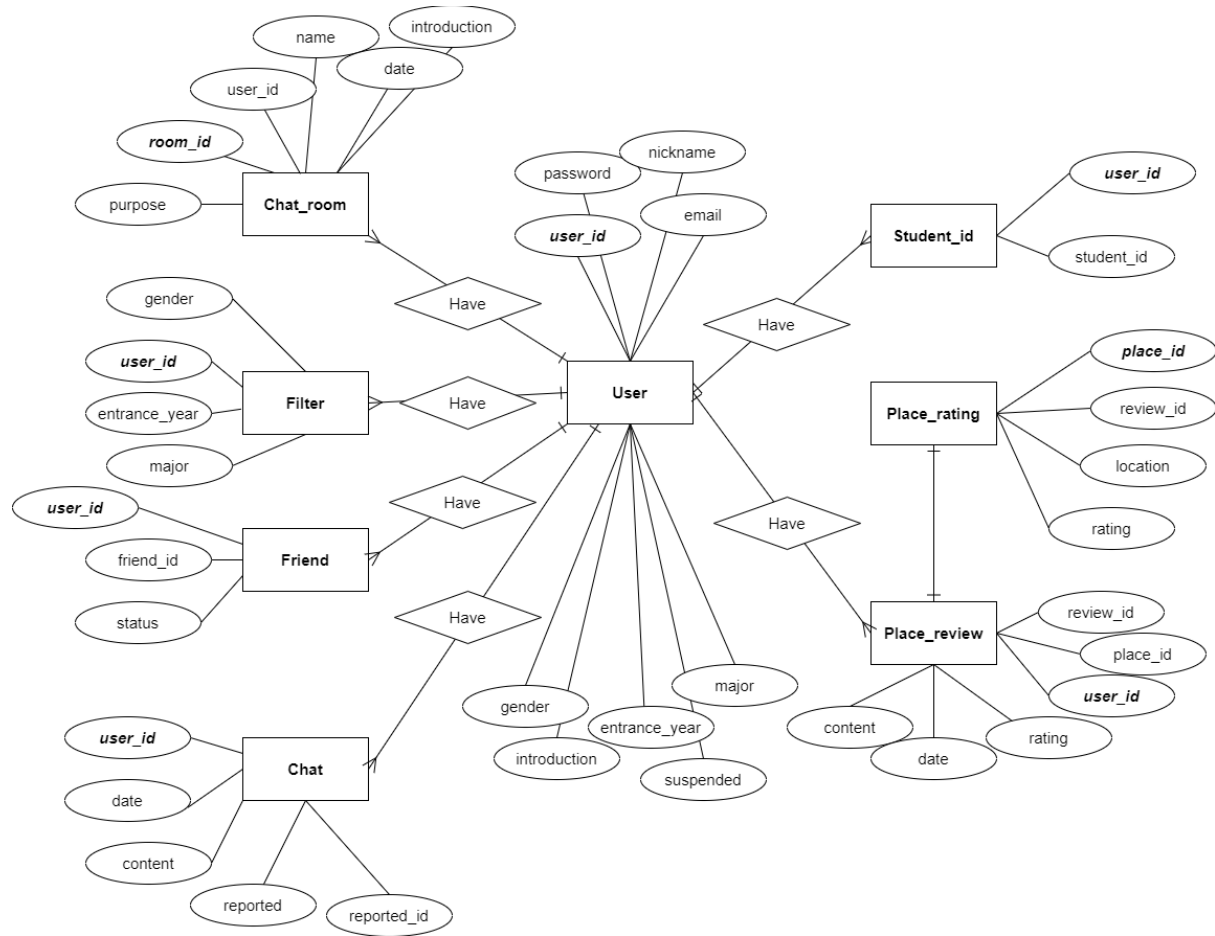 introduction
name
date
user_id
room_id
purpose
Chat_room
nickname
password
email
user_id
user_id
Student_id
student_id
Have
Have
gender
user_id
entrance_year
major
Filter
Have
User
place_id
Place_rating
review_id
location
rating
user_id
friend_id
status
Friend
Have
Have
Have
review_id
Place_review
place_id
user_id
content
date
rating
gender
introduction
entrance_year
major
suspended
user_id
date
Chat
content
reported
reported_id